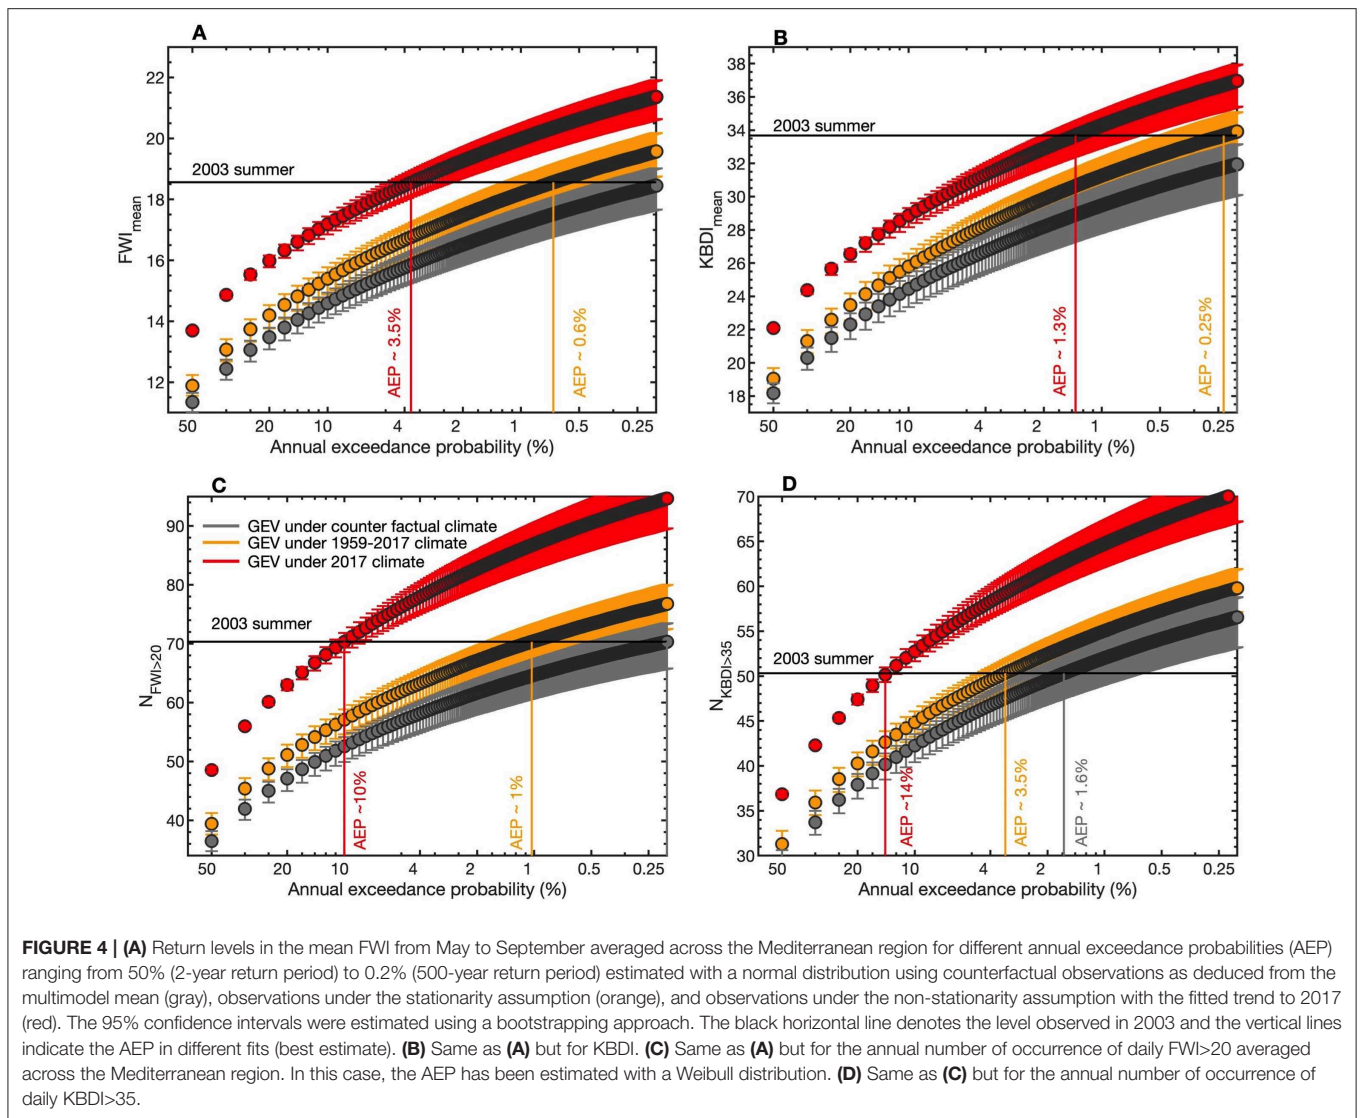 A
22
20
18
16
14
12
FWImean
2003 summer
AEP ~ 3.5%
AEP ~ 0.6%
50 20 10 4 2 1 0.5 0.25
Annual exceedance probability (%)
B
38
36
34
32
30
28
26
24
22
20
18
KBDImean
2003 summer
AEP ~ 1.3%
AEP ~ 0.25%
50 20 10 4 2 1 0.5 0.25
Annual exceedance probability (%)
C
90
80
70
60
50
40
NFWI>20
GEV under counter factual climate
GEV under 1959-2017 climate
GEV under 2017 climate
2003 summer
AEP ~10%
AEP ~ 1%
50 20 10 4 2 1 0.5 0.25
Annual exceedance probability (%)
D
70
65
60
55
50
45
40
35
30
NKBDI>35
2003 summer
AEP ~14%
AEP ~ 3.5%
AEP ~ 1.6%
50 20 10 4 2 1 0.5 0.25
Annual exceedance probability (%)
FIGURE 4 | (A) Return levels in the mean FWI from May to September averaged across the Mediterranean region for different annual exceedance probabilities (AEP)
ranging from 50% (2-year return period) to 0.2% (500-year return period) estimated with a normal distribution using counterfactual observations as deduced from the
multimodel mean (gray), observations under the stationarity assumption (orange), and observations under the non-stationarity assumption with the fitted trend to 2017
(red). The 95% confidence intervals were estimated using a bootstrapping approach. The black horizontal line denotes the level observed in 2003 and the vertical lines
indicate the AEP in different fits (best estimate). (B) Same as (A) but for KBDI. (C) Same as (A) but for the annual number of occurrence of daily FWI>20 averaged
across the Mediterranean region. In this case, the AEP has been estimated with a Weibull distribution. (D) Same as (C) but for the annual number of occurrence of
daily KBDI>35.